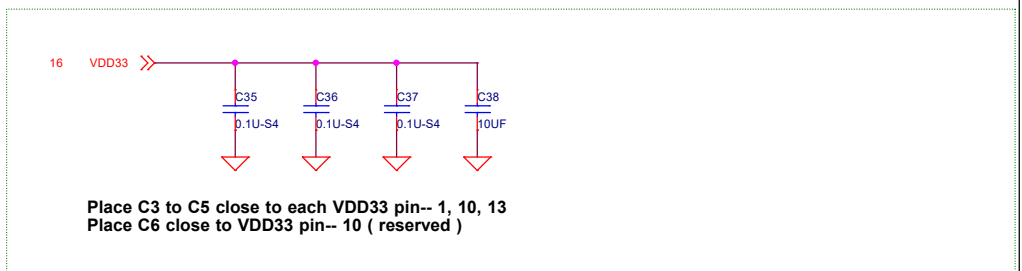 16 VDD33
C35 C36 C37 C38
0.1U-S4 0.1U-S4 0.1U-S4 10UF
Place C3 to C5 close to each VDD33 pin-- 1, 10, 13
Place C6 close to VDD33 pin-- 10 ( reserved )